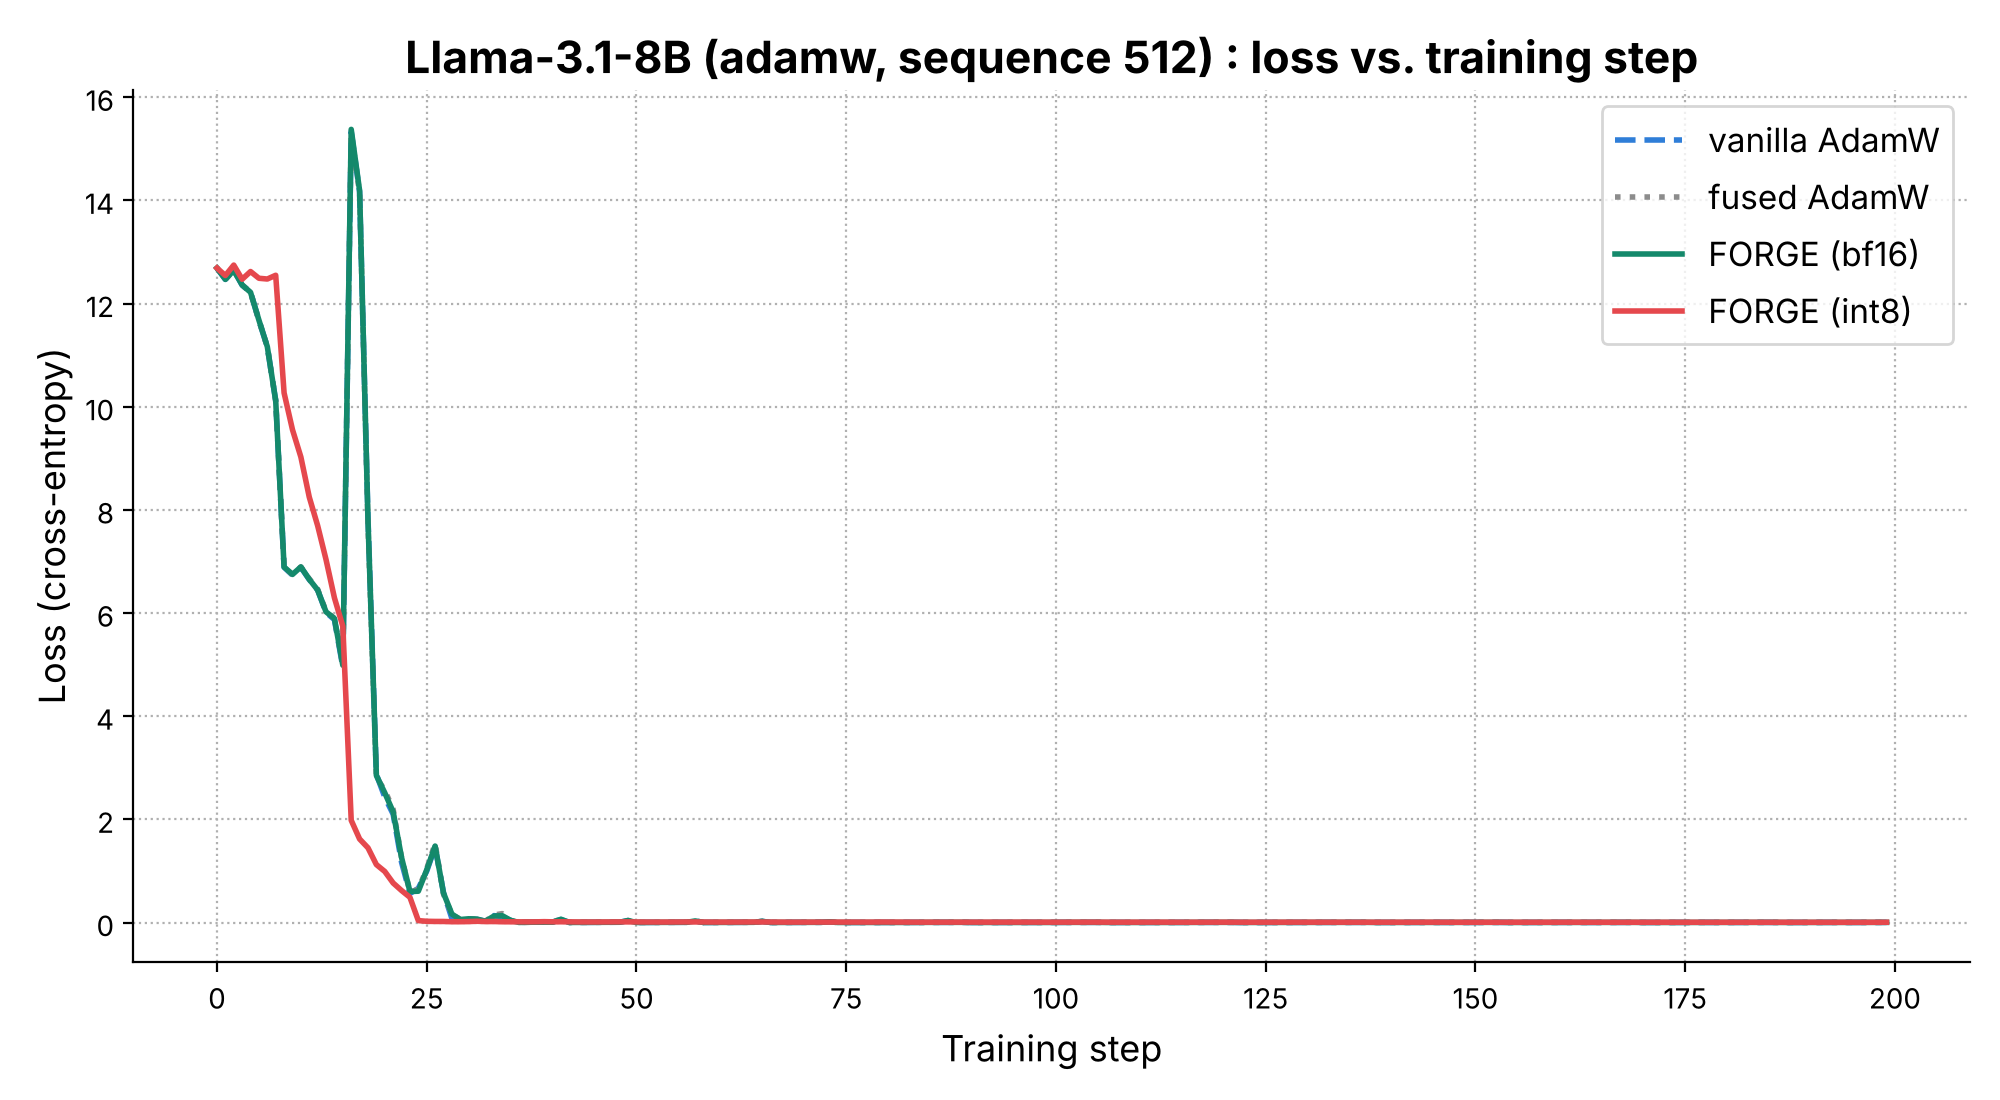 Llama-3.1-8B (adamw, sequence 512) : loss vs. training step
16
14
12
10
8
6
4
2
0
Loss (cross-entropy)
vanilla AdamW
fused AdamW
FORGE (bf16)
FORGE (int8)
0 25 50 75 100 125 150 175 200
Training step